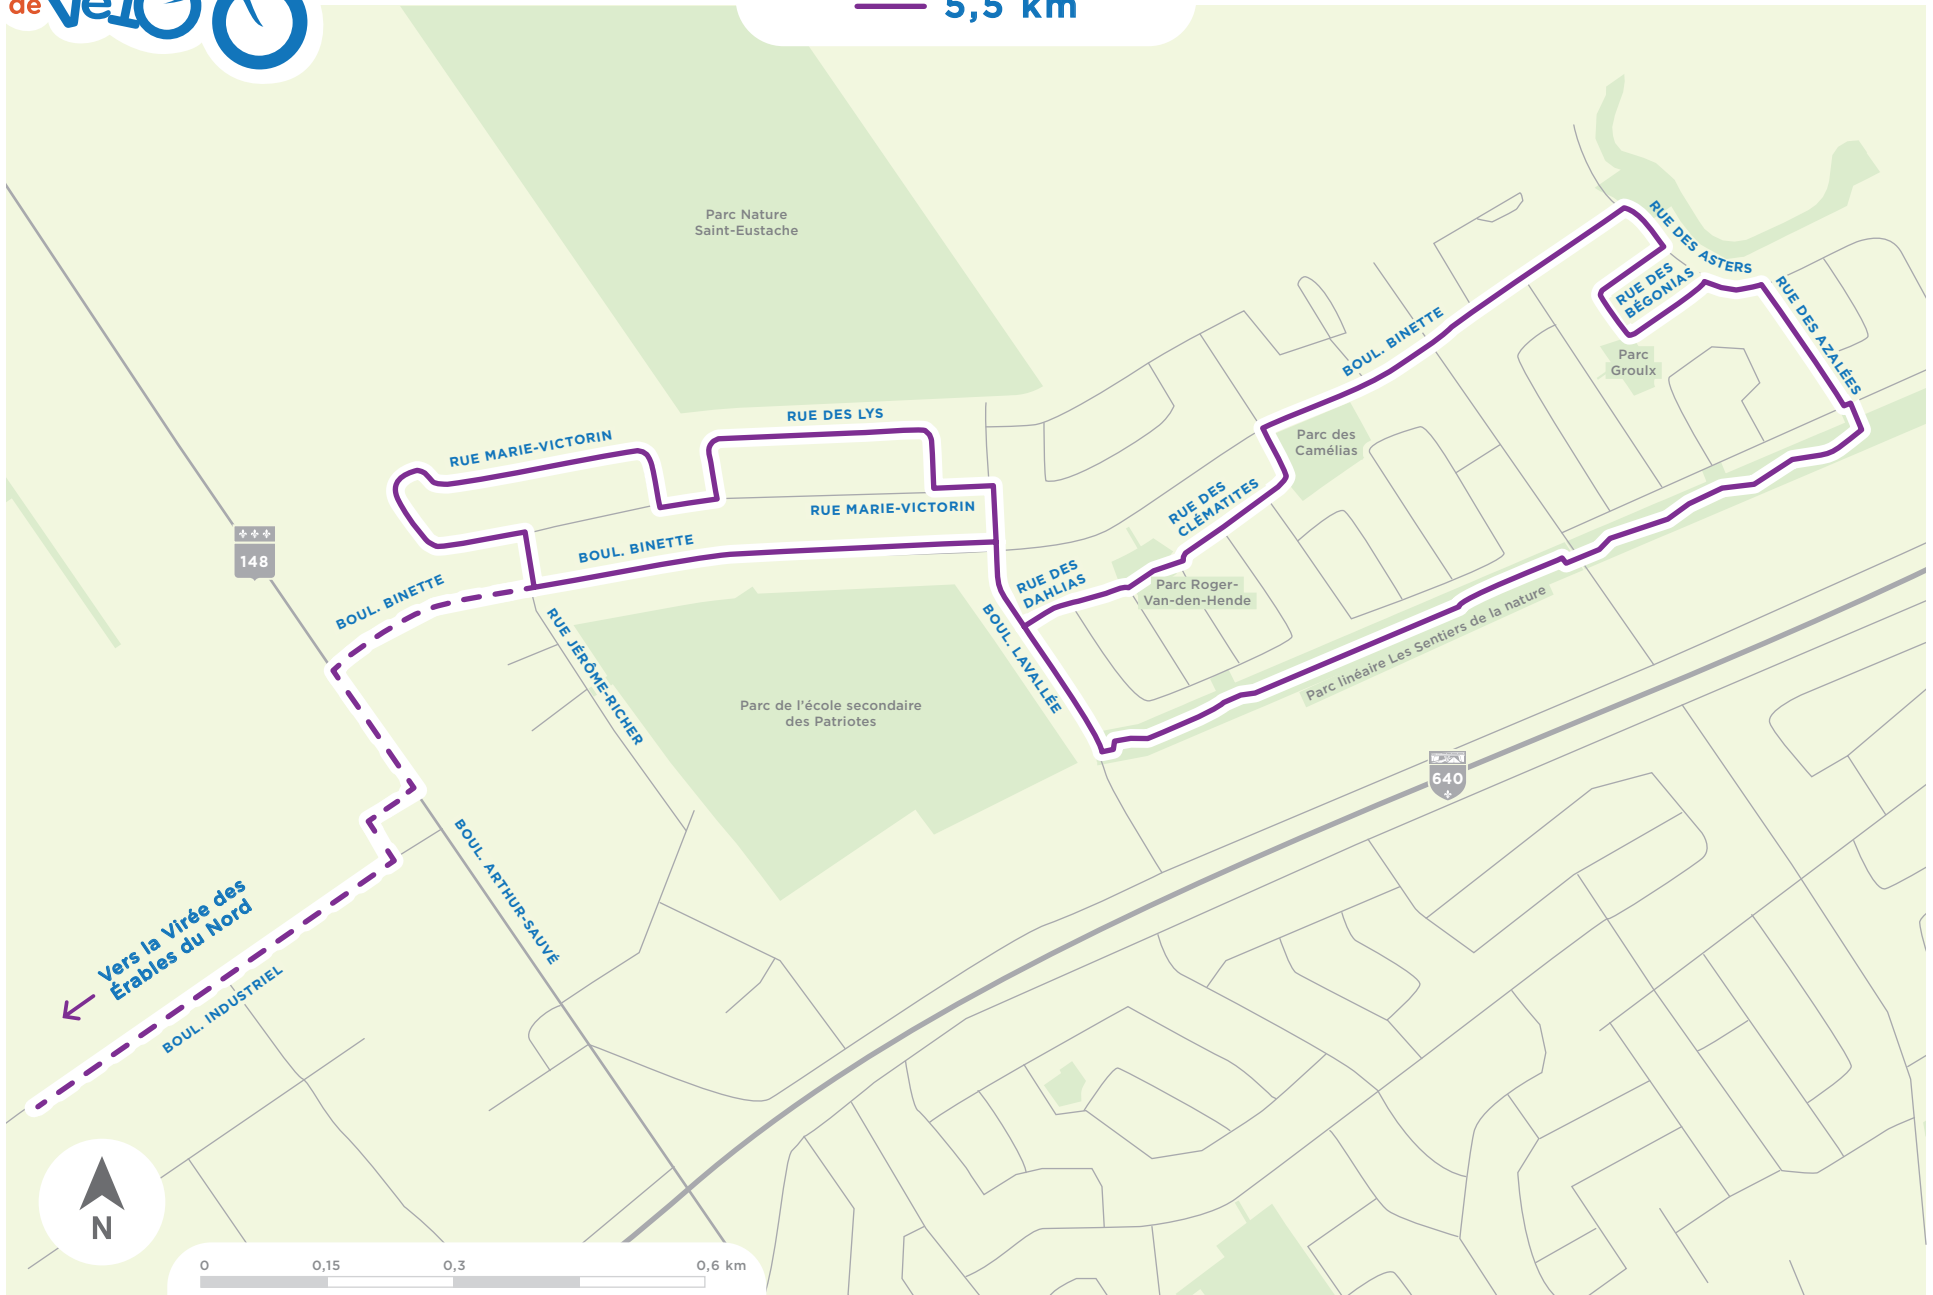 de vélo
5,5 km
Parc Nature
Saint-Eustache
RUE DES ASTERS
RUE DES
BÉGONIAS
RUE DES AZALÉES
BOUL. BINETTE
Parc
Groulx
RUE DES LYS
RUE MARIE-VICTORIN
Parc des
Camélias
RUE DES
CLÉMATITES
RUE MARIE-VICTORIN
BOUL. BINETTE
148
BOUL. BINETTE
RUE DES
DAHLIAS
Parc Roger-
Van-den-Hende
RUE JÉRÔME-RICHER
BOUL. LAVALLÉE
Parc linéaire Les Sentiers de la nature
Parc de l'école secondaire
des Patriotes
640
BOUL. ARTHUR-SAUVÉ
Vers la Virée des
Érables du Nord
BOUL. INDUSTRIEL
N
0 0,15 0,3 0,6 km